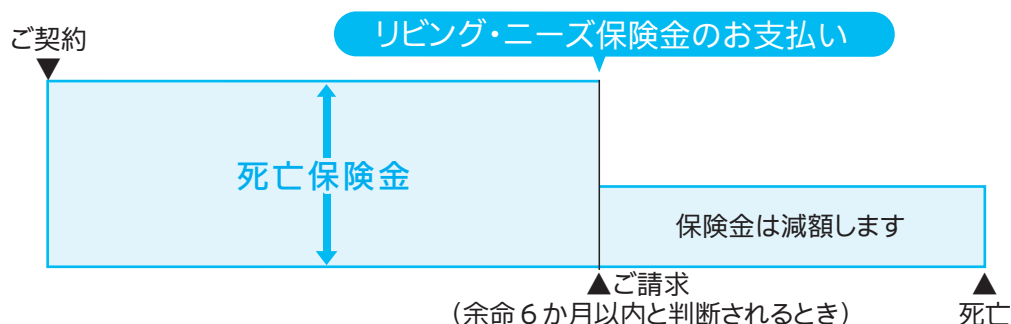 リビング・ニーズ保険金のお支払い
ご契約
死亡保険金
保険金は減額します
ご請求
（余命6か月以内と判断されるとき）
死亡